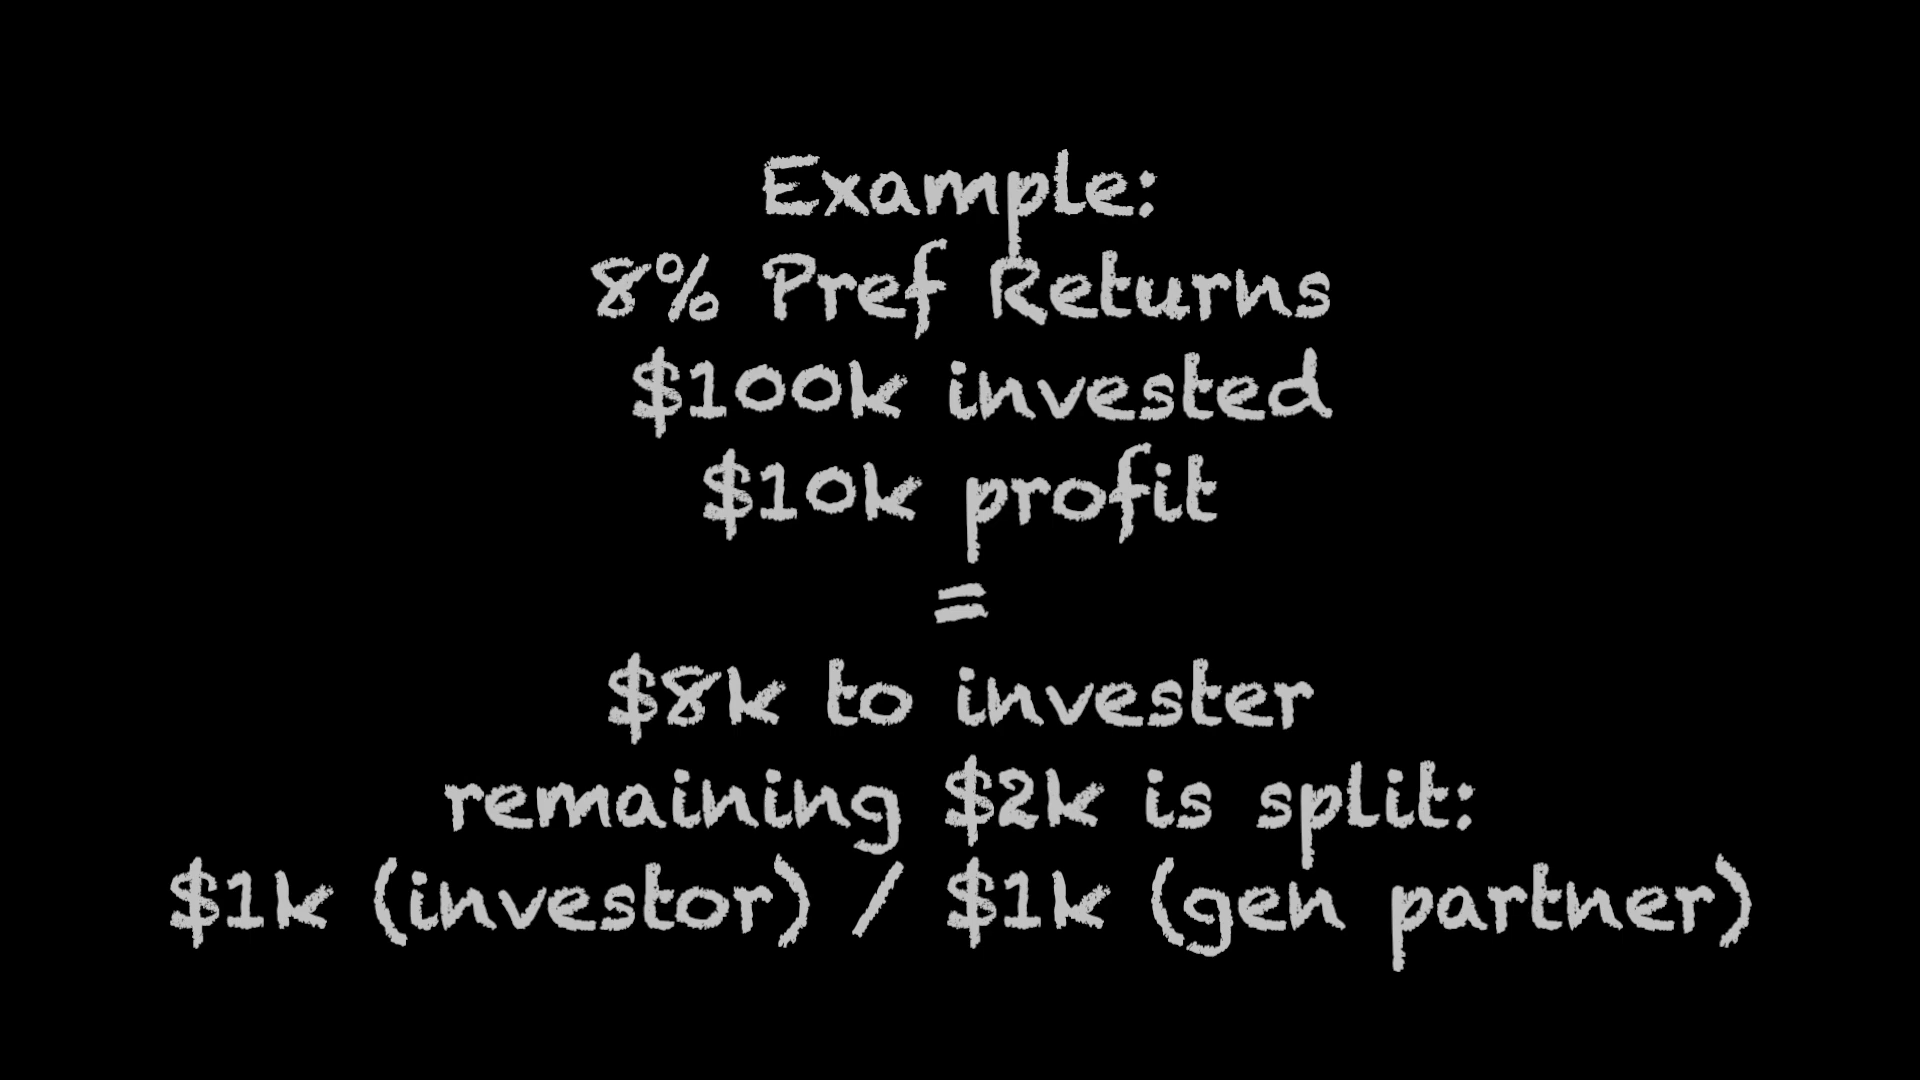 Example:
8% Pref Returns
$100k invested
$10k profit
=
$8k to invester
remaining $2k is split:
$1k (investor) / $1k (gen partner)